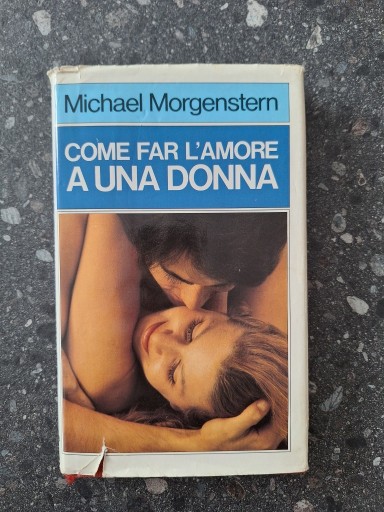 Michael Morgenstern
COME FAR L'AMORE
A UNA DONNA